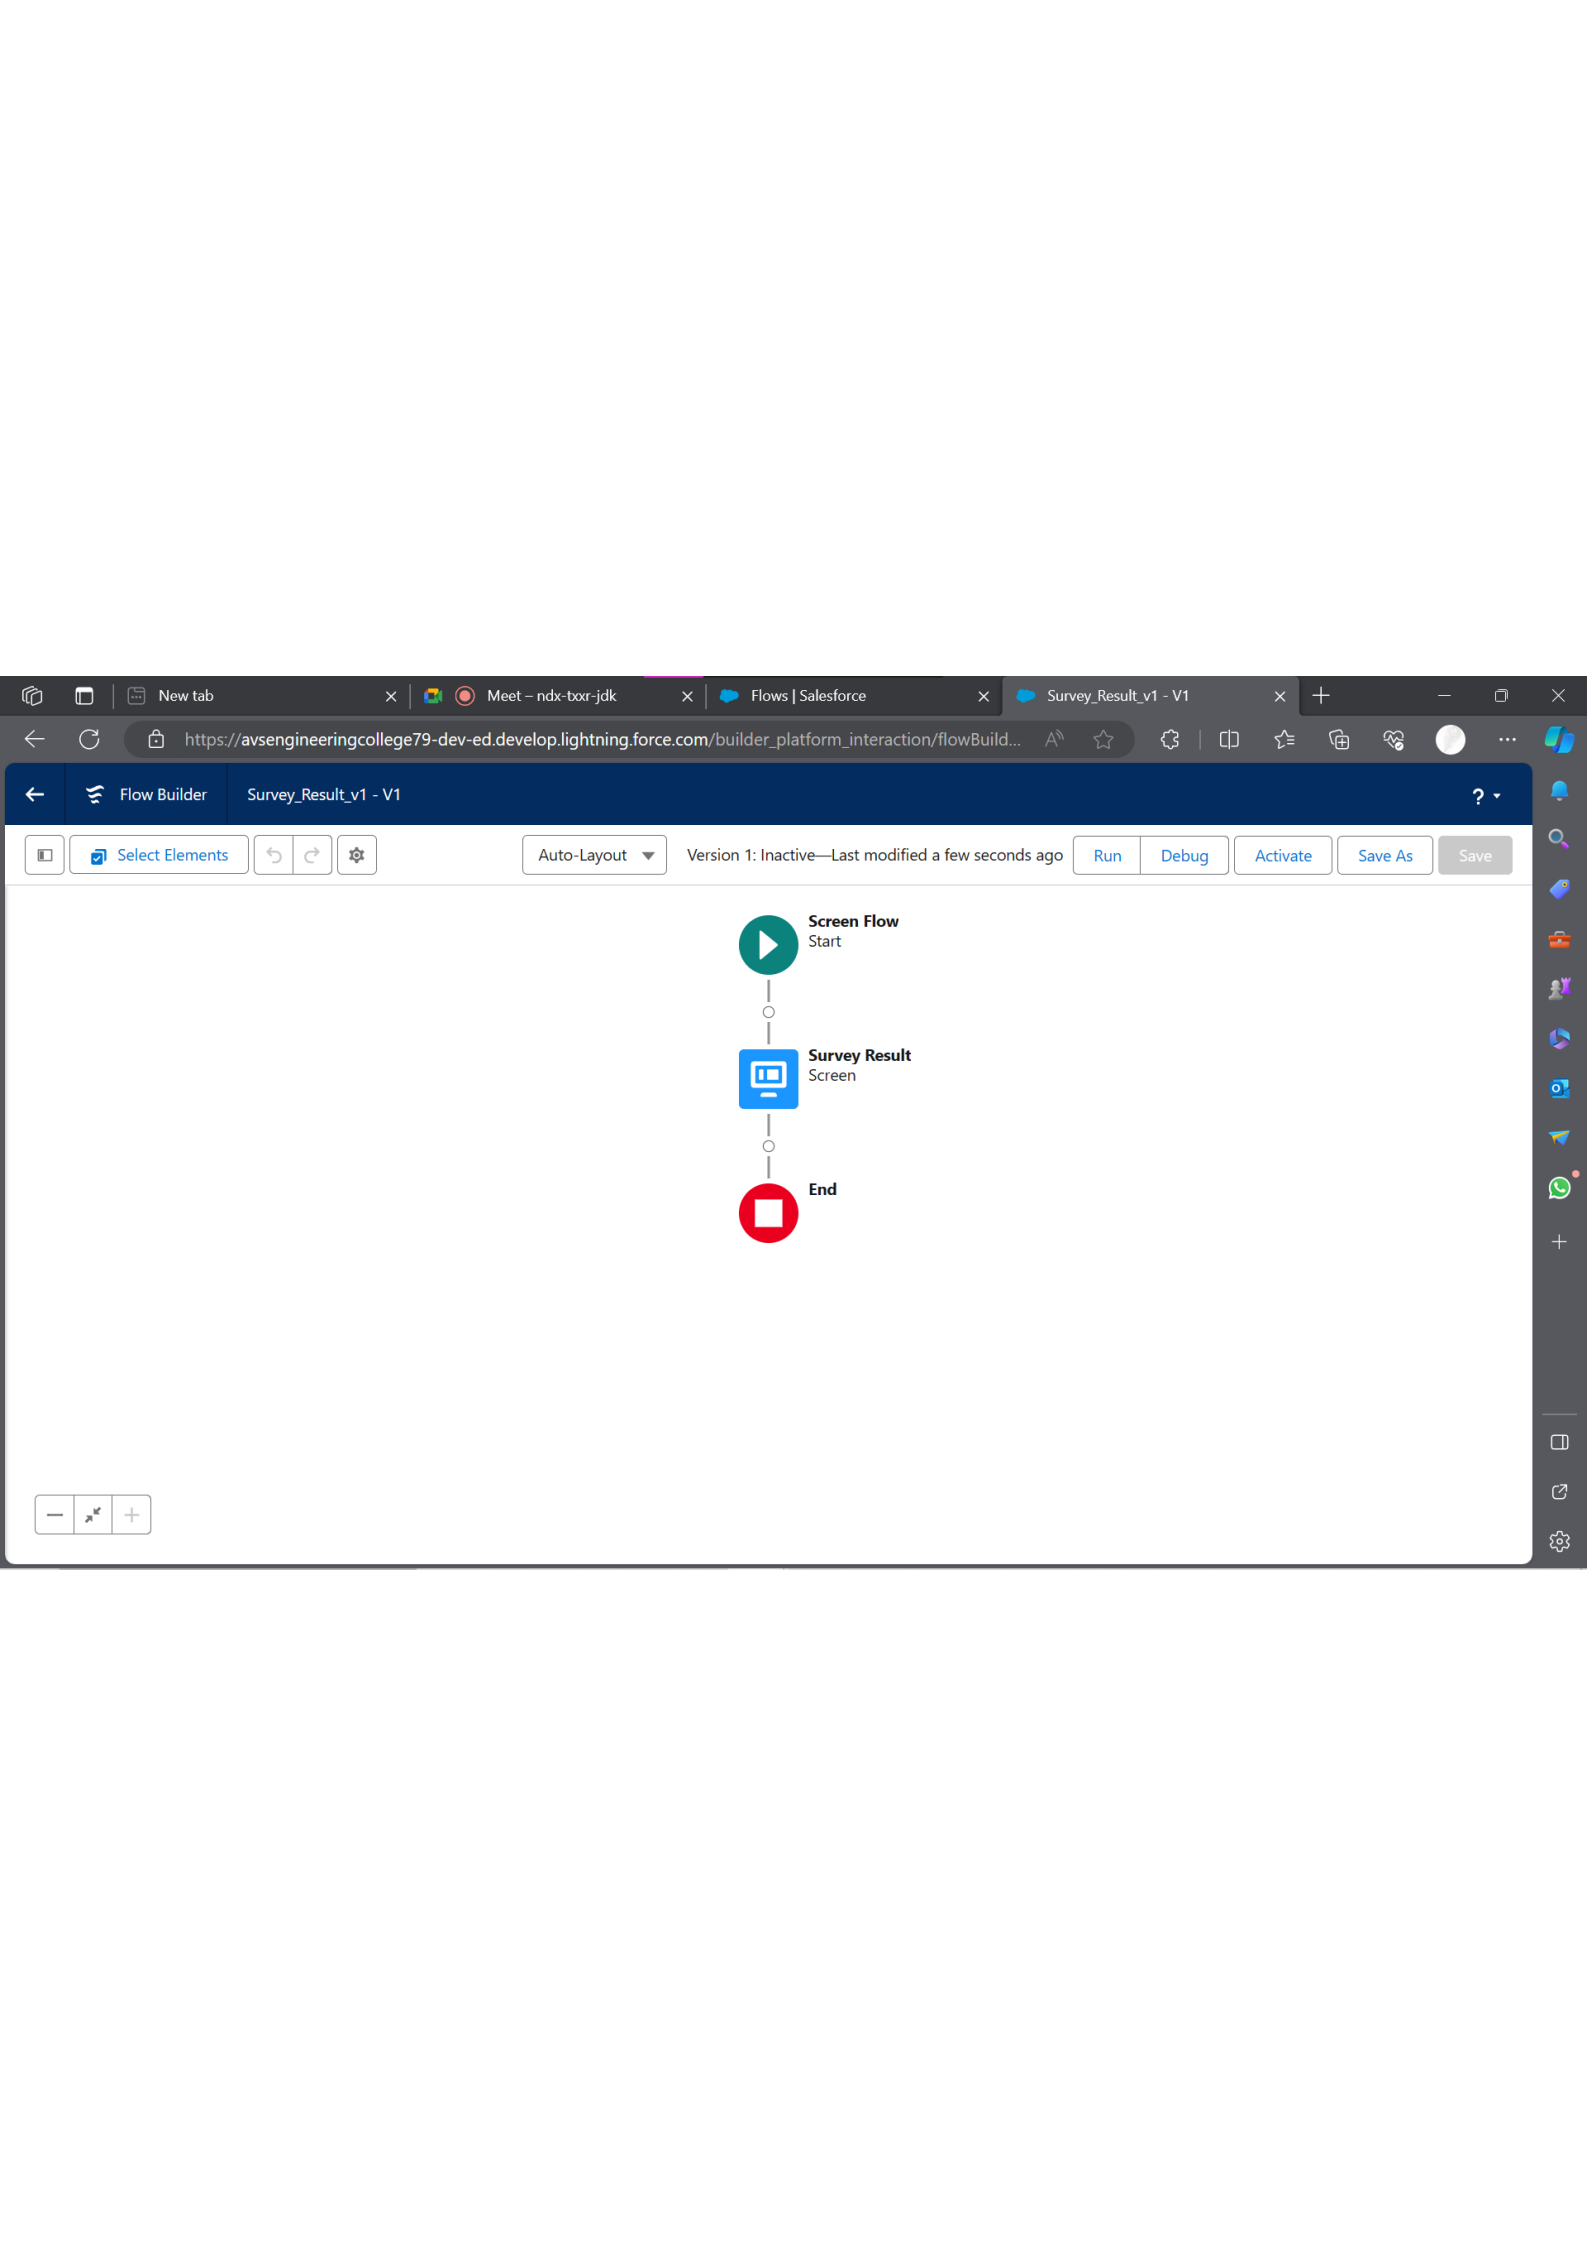 New tab
Meet – ndx-txxr-jdk
Flows | Salesforce
Survey_Result_v1 - V1
https://avsengineeringcollege79-dev-ed.develop.lightning.force.com/builder_platform_interaction/flowBuild...
Flow Builder
Survey_Result_v1 - V1
?
Select Elements
Auto-Layout
Version 1: Inactive—Last modified a few seconds ago
Run
Debug
Activate
Save As
Save
Screen Flow
Start
Survey Result
Screen
End